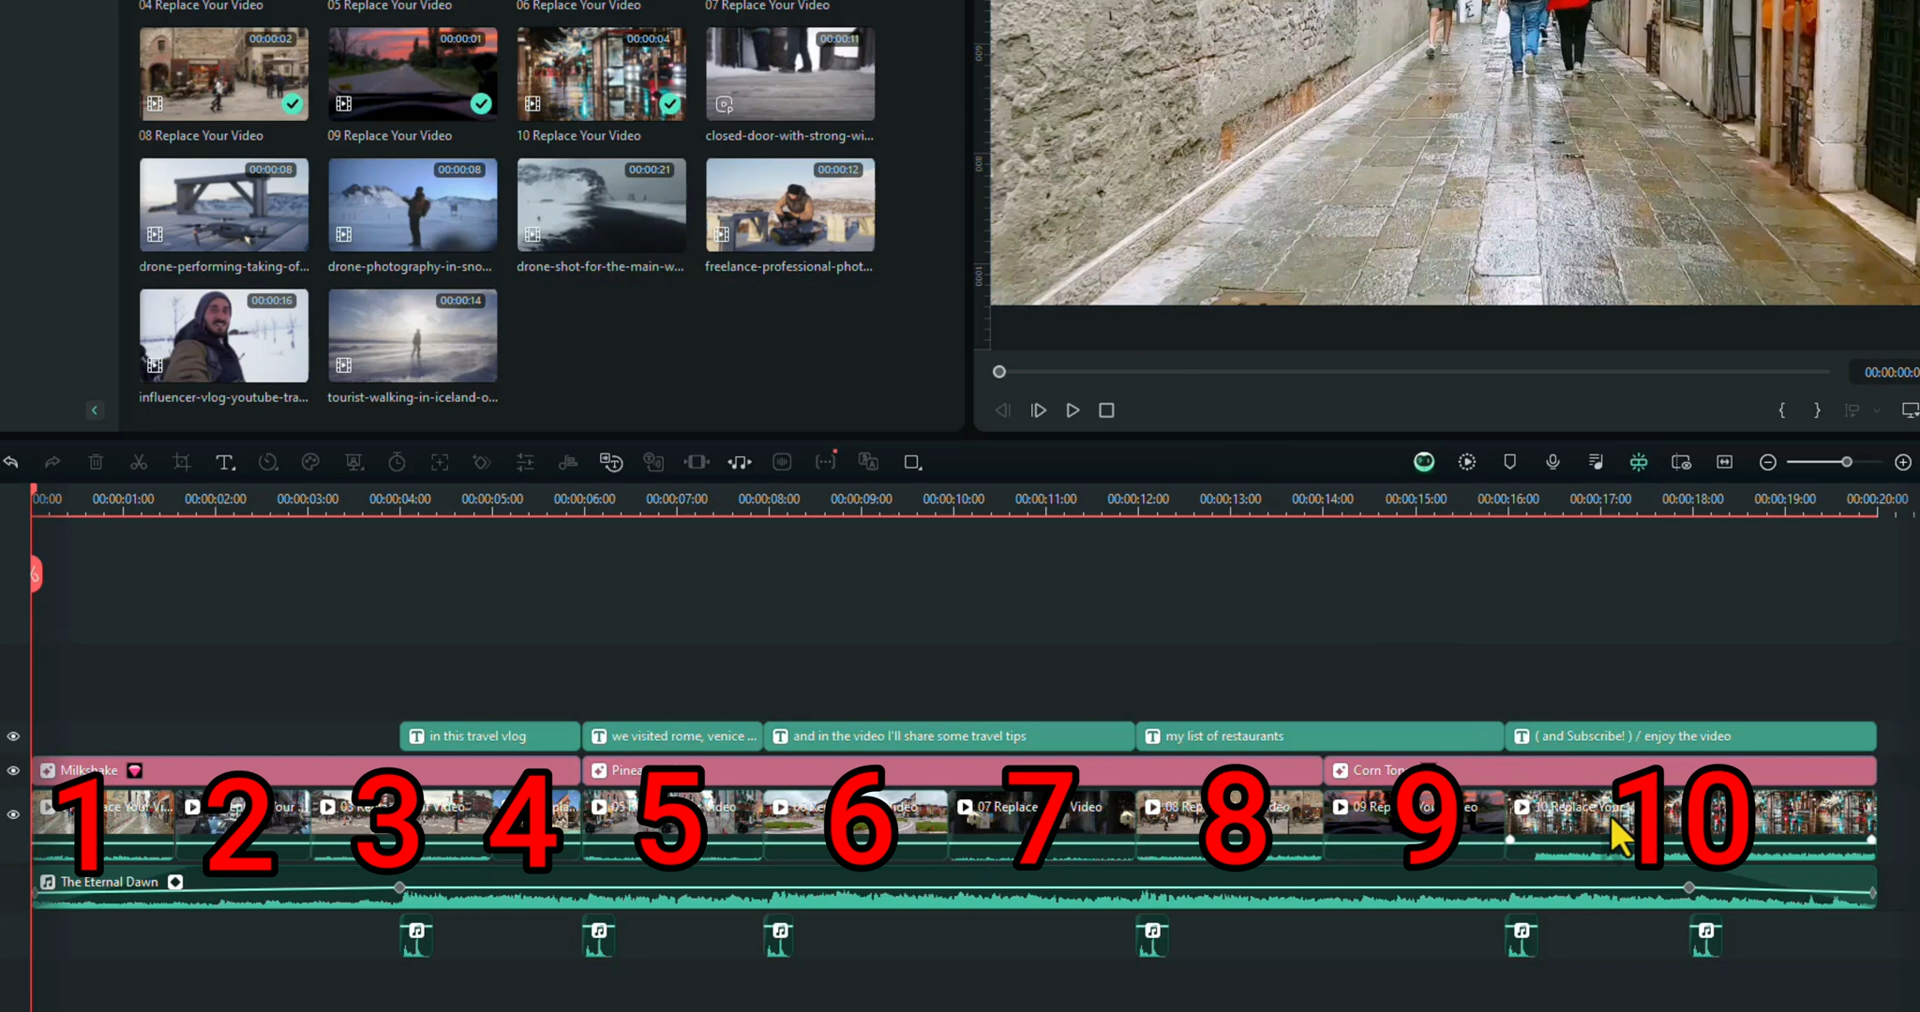 04 Replace Your Video
05 Replace Your Video
06 Replace Your Video
07 Replace Your Video
00:00:02
00:00:01
00:00:04
00:00:11
08 Replace Your Video
09 Replace Your Video
10 Replace Your Video
closed-door-with-strong-wi...
00:00:08
00:00:08
00:00:21
00:00:12
drone-performing-taking-of...
drone-photography-in-sno...
drone-shot-for-the-main-w...
freelance-professional-phot...
00:00:16
00:00:14
influencer-vlog-youtube-tra...
tourist-walking-in-iceland-o...
600
800
1000
00:00:00:0
00:00
00:00:01:00
00:00:02:00
00:00:03:00
00:00:04:00
00:00:05:00
00:00:06:00
00:00:07:00
00:00:08:00
00:00:09:00
00:00:10:00
00:00:11:00
00:00:12:00
00:00:13:00
00:00:14:00
00:00:15:00
00:00:16:00
00:00:17:00
00:00:18:00
00:00:19:00
00:00:20:00
in this travel vlog
we visited rome, venice ...
and in the video I'll share some travel tips
my list of restaurants
( and Subscribe! ) / enjoy the video
Milkshake
Pinea
Corn Ton
07 Replace Video
1 2 3 4 5 6 7 8 9 10
The Eternal Dawn